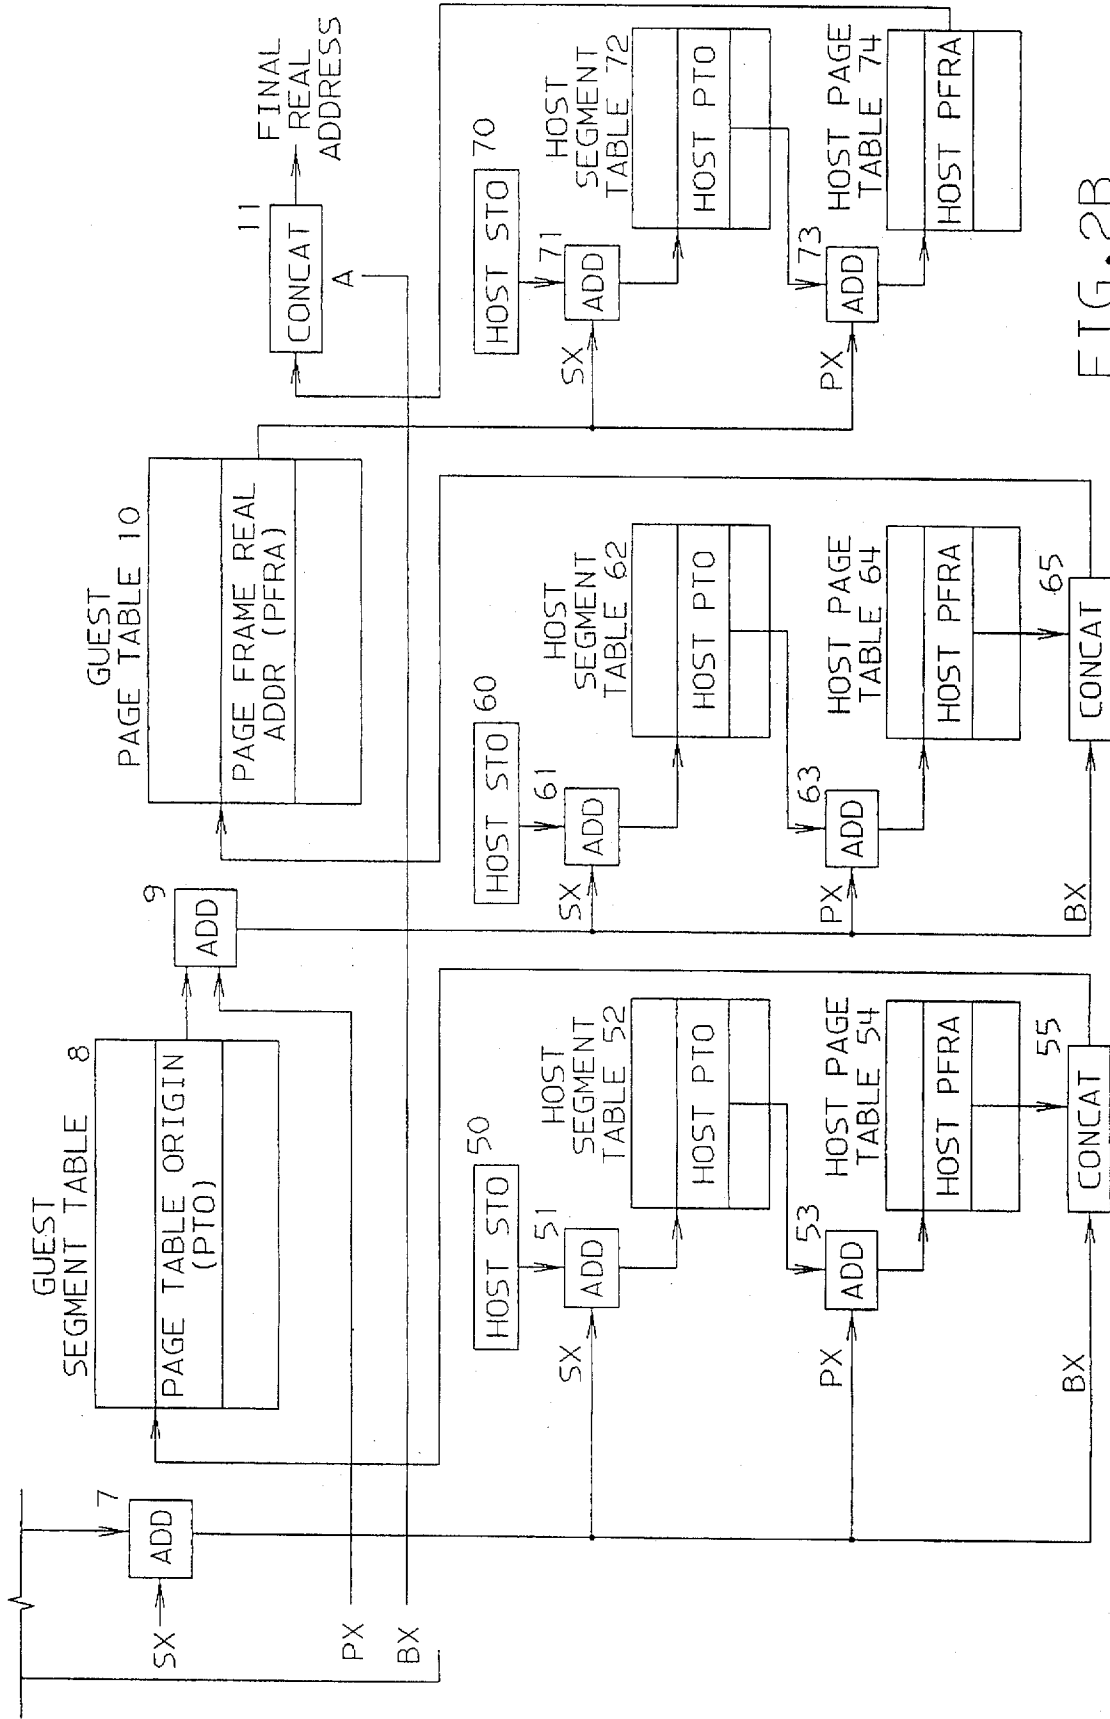 GUEST
SEGMENT TABLE 8
PAGE TABLE ORIGIN
(PTO)
7
ADD
SX
PX
BX
9
ADD
GUEST
PAGE TABLE 10
PAGE FRAME REAL
ADDR (PFRA)
11
CONCAT
A
FINAL
REAL
ADDRESS
HOST STO 50
51
ADD
SX
HOST
SEGMENT
TABLE 52
HOST PTO
53
ADD
PX
HOST PAGE
TABLE 54
HOST PFRA
55
CONCAT
BX
HOST STO 60
61
ADD
SX
HOST
SEGMENT
TABLE 62
HOST PTO
63
ADD
PX
HOST PAGE
TABLE 64
HOST PFRA
65
CONCAT
BX
HOST STO 70
71
ADD
SX
HOST
SEGMENT
TABLE 72
HOST PTO
73
ADD
PX
HOST PAGE
TABLE 74
HOST PFRA
FIG.2B